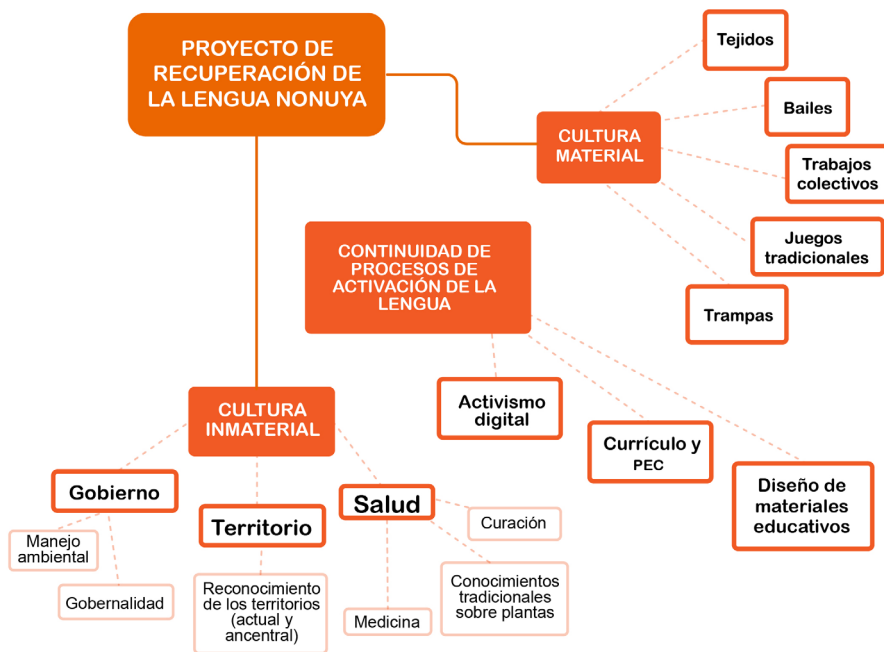 PROYECTO DE
RECUPERACIÓN DE
LA LENGUA NONUYA
CULTURA
MATERIAL
Tejidos
Bailes
Trabajos
colectivos
Juegos
tradicionales
Trampas
CONTINUIDAD DE
PROCESOS DE
ACTIVACIÓN DE LA
LENGUA
Activismo
digital
Currículo y
PEC
Diseño de
materiales
educativos
CULTURA
INMATERIAL
Gobierno
Manejo
ambiental
Gobernalidad
Territorio
Reconocimiento
de los territorios
(actual y
ancentral)
Salud
Curación
Conocimientos
tradicionales
sobre plantas
Medicina